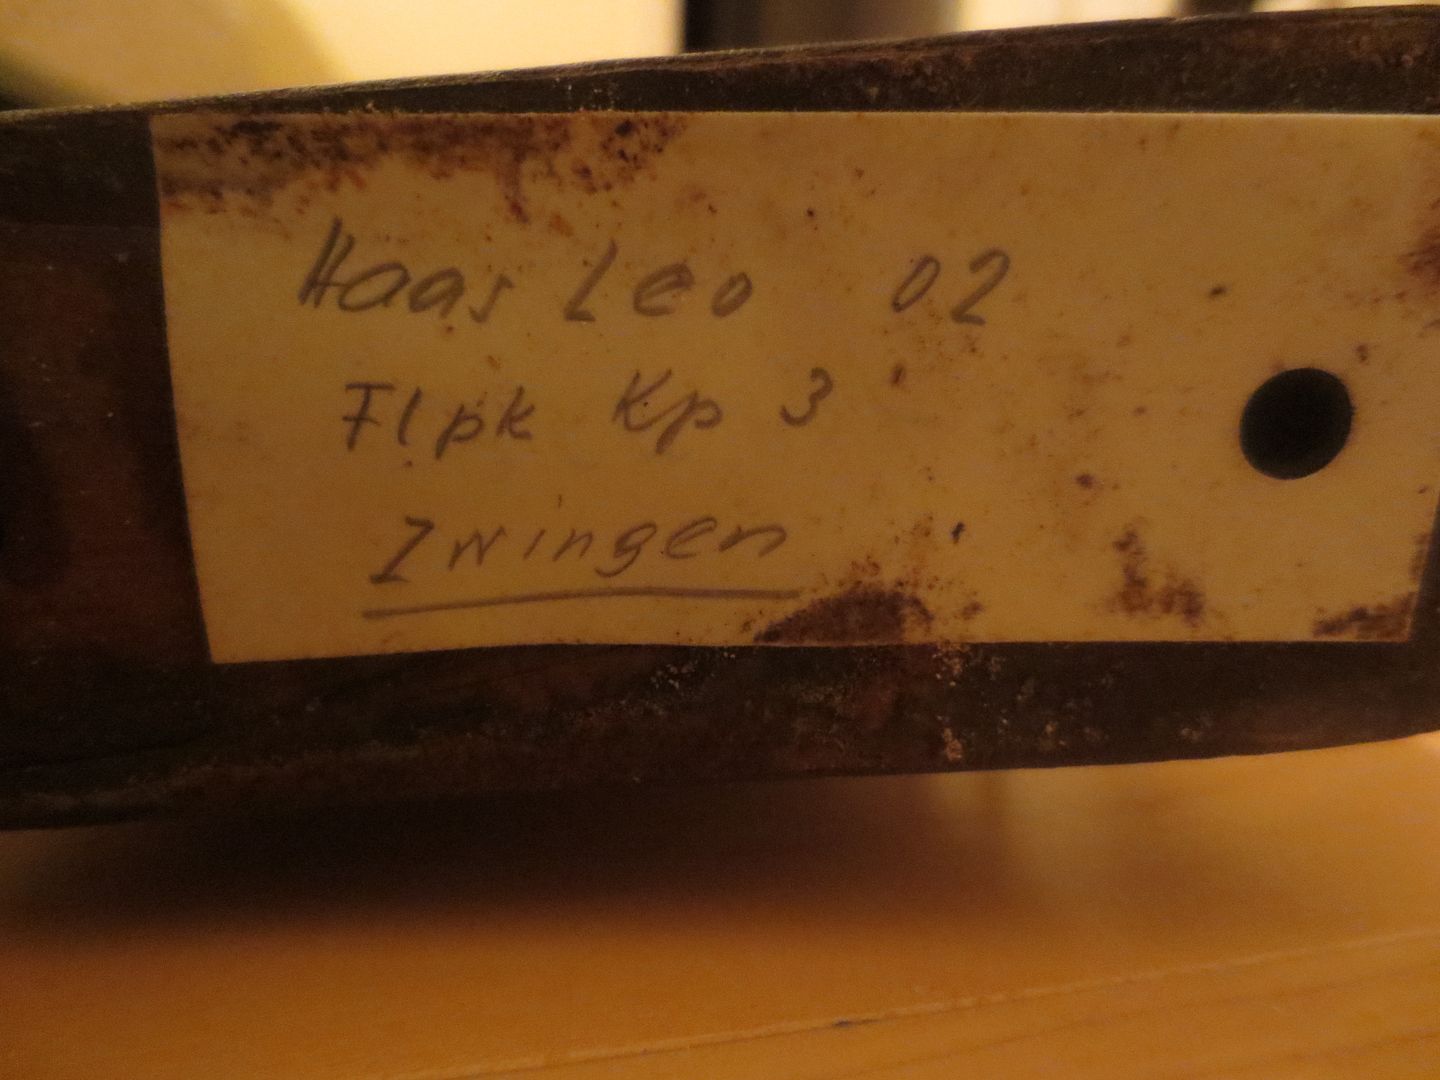 Haas Leo 02
Flpk Kp 3
Zwingen